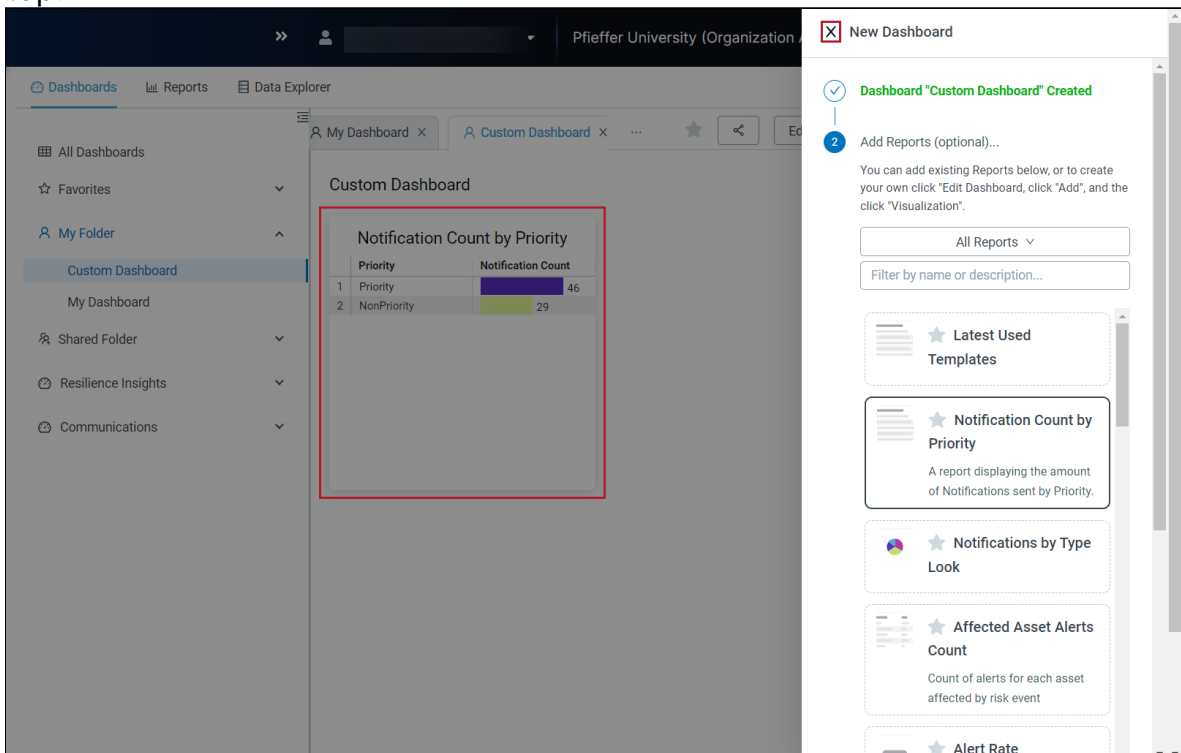 Pfieffer University (Organization
X New Dashboard
Dashboards Reports Data Explorer
Dashboard "Custom Dashboard" Created
My Dashboard X Custom Dashboard X ... Ed
2 Add Reports (optional)...
All Dashboards
You can add existing Reports below, or to create
your own click "Edit Dashboard, click "Add", and the
click "Visualization".
Favorites
Custom Dashboard
My Folder
All Reports
Notification Count by Priority
Custom Dashboard
Priority Notification Count
Filter by name or description...
1 Priority 46
2 NonPriority 29
My Dashboard
Shared Folder
Resilience Insights
Communications
Latest Used
Templates
Notification Count by
Priority
A report displaying the amount
of Notifications sent by Priority.
Notifications by Type
Look
Affected Asset Alerts
Count
Count of alerts for each asset
affected by risk event
Alert Rate